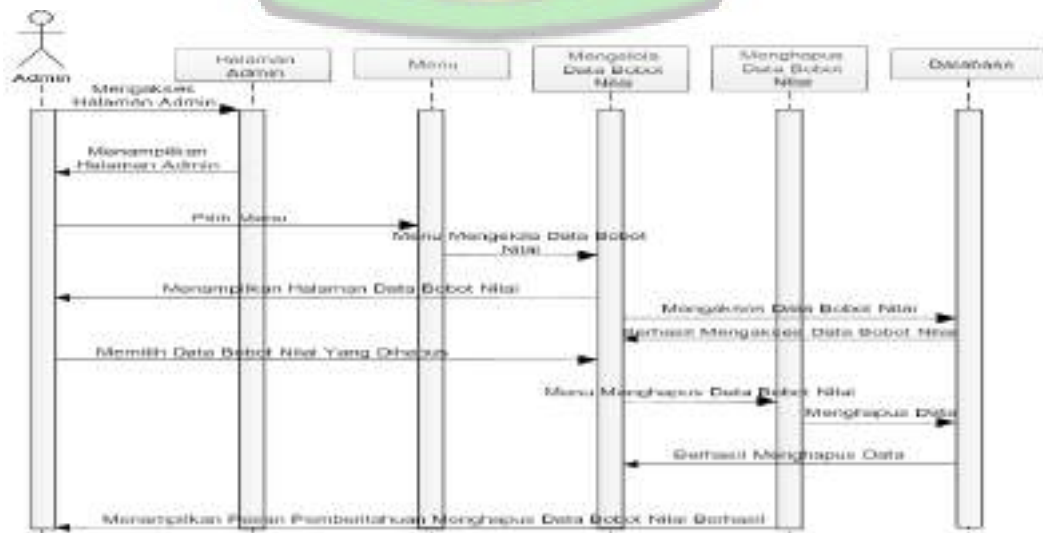 Admin
Halaman
Admin
Menu
Mengelola
Data Bobot
Nilai
Menghapus
Data Bobot
Nilai
Database
Mengakses
Halaman Admin
Menampilkan
Halaman Admin
Pilih Menu
Menu Mengelola Data Bobot
Nilai
Menampilkan Halaman Data Bobot Nilai
Mengakses Data Bobot Nilai
Berhasil Mengakses Data Bobot Nilai
Memilih Data Bobot Nilai Yang Dihapus
Menu Menghapus Data Bobot Nilai
Menghapus Data
Berhasil Menghapus Data
Menampilkan Pesan Pemberitahuan Menghapus Data Bobot Nilai Berhasil